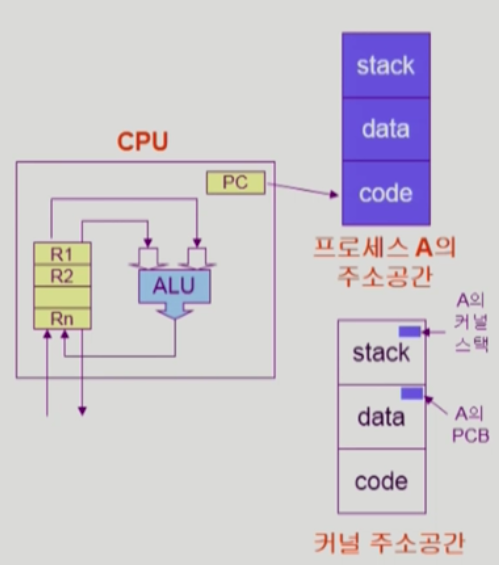 CPU
PC
R1
R2
Rn
ALU
stack
data
code
프로세스 A의
주소공간
stack
data
code
A의
커널
스택
A의
PCB
커널 주소공간